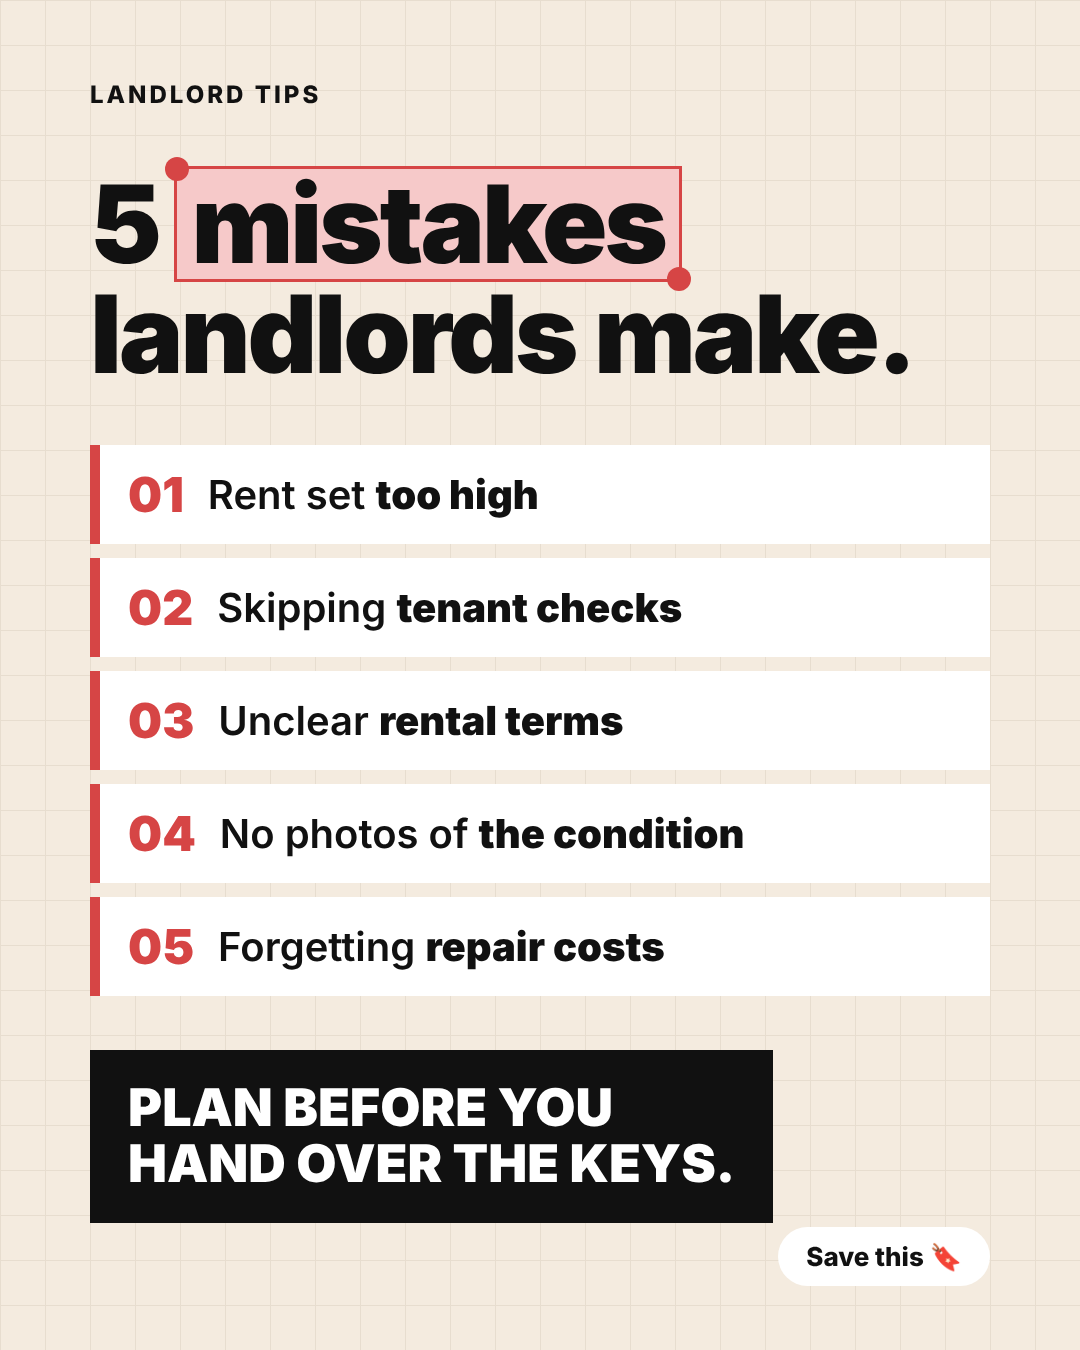 LANDLORD TIPS
5 mistakes
landlords make.
01 Rent set too high
02 Skipping tenant checks
03 Unclear rental terms
04 No photos of the condition
05 Forgetting repair costs
PLAN BEFORE YOU
HAND OVER THE KEYS.
Save this 🔖